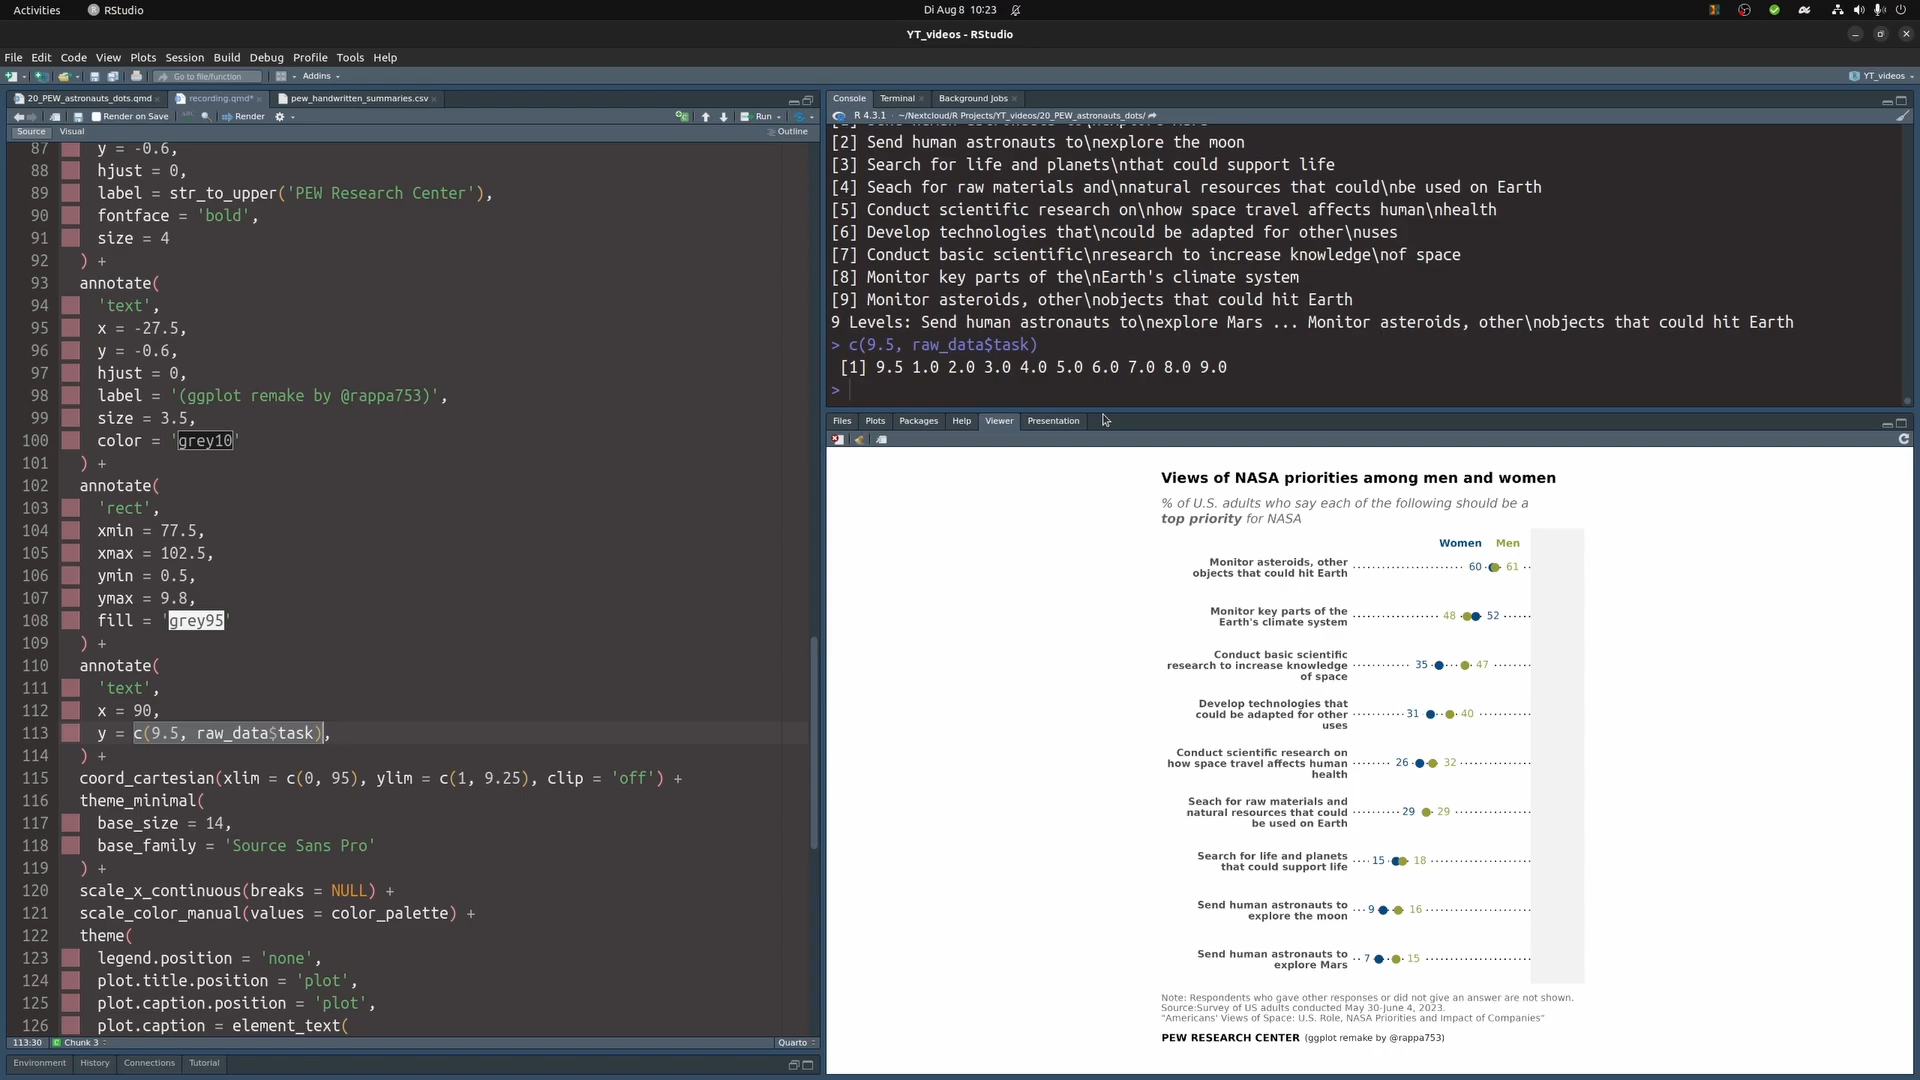 Activities
RStudio
Di Aug 8 10:23
YT_videos - RStudio
File Edit Code View Plots Session Build Debug Profile Tools Help
Go to file/function
Addins
YT_videos
20_PEW_astronauts_dots.qmd
recording.qmd*
pew_handwritten_summaries.csv
Render on Save
Render
Run
Source
Visual
Outline
87 y = -0.6,
88 hjust = 0,
89 label = str_to_upper('PEW Research Center'),
90 fontface = 'bold',
91 size = 4
92 ) +
93 annotate(
94 'text',
95 x = -27.5,
96 y = -0.6,
97 hjust = 0,
98 label = '(ggplot remake by @rappa753)',
99 size = 3.5,
100 color = 'grey10'
101 ) +
102 annotate(
103 'rect',
104 xmin = 77.5,
105 xmax = 102.5,
106 ymin = 0.5,
107 ymax = 9.8,
108 fill = 'grey95'
109 ) +
110 annotate(
111 'text',
112 x = 90,
113 y = c(9.5, raw_data$task),
114 ) +
115 coord_cartesian(xlim = c(0, 95), ylim = c(1, 9.25), clip = 'off') +
116 theme_minimal(
117 base_size = 14,
118 base_family = 'Source Sans Pro'
119 ) +
120 scale_x_continuous(breaks = NULL) +
121 scale_color_manual(values = color_palette) +
122 theme(
123 legend.position = 'none',
124 plot.title.position = 'plot',
125 plot.caption.position = 'plot',
126 plot.caption = element_text(
113:30
Chunk 3
Quarto
Environment History Connections Tutorial
Console Terminal Background Jobs
R 4.3.1 · ~/Nextcloud/R Projects/YT_videos/20_PEW_astronauts_dots/
[2] Send human astronauts to\nexplore the moon
[3] Search for life and planets\nthat could support life
[4] Seach for raw materials and\nnatural resources that could\nbe used on Earth
[5] Conduct scientific research on\nhow space travel affects human\nhealth
[6] Develop technologies that\ncould be adapted for other\nuses
[7] Conduct basic scientific\nresearch to increase knowledge\nof space
[8] Monitor key parts of the\nEarth's climate system
[9] Monitor asteroids, other\nobjects that could hit Earth
9 Levels: Send human astronauts to\nexplore Mars ... Monitor asteroids, other\nobjects that could hit Earth
> c(9.5, raw_data$task)
[1] 9.5 1.0 2.0 3.0 4.0 5.0 6.0 7.0 8.0 9.0
>
Files Plots Packages Help Viewer Presentation
Views of NASA priorities among men and women
% of U.S. adults who say each of the following should be a
top priority for NASA
Women Men
Monitor asteroids, other
objects that could hit Earth
60 61
Monitor key parts of the
Earth's climate system
48 52
Conduct basic scientific
research to increase knowledge
of space
35 47
Develop technologies that
could be adapted for other
uses
31 40
Conduct scientific research on
how space travel affects human
health
26 32
Seach for raw materials and
natural resources that could
be used on Earth
29 29
Search for life and planets
that could support life
15 18
Send human astronauts to
explore the moon
9 16
Send human astronauts to
explore Mars
7 15
Note: Respondents who gave other responses or did not give an answer are not shown.
Source:Survey of US adults conducted May 30-June 4, 2023.
"Americans' Views of Space: U.S. Role, NASA Priorities and Impact of Companies"
PEW RESEARCH CENTER (ggplot remake by @rappa753)